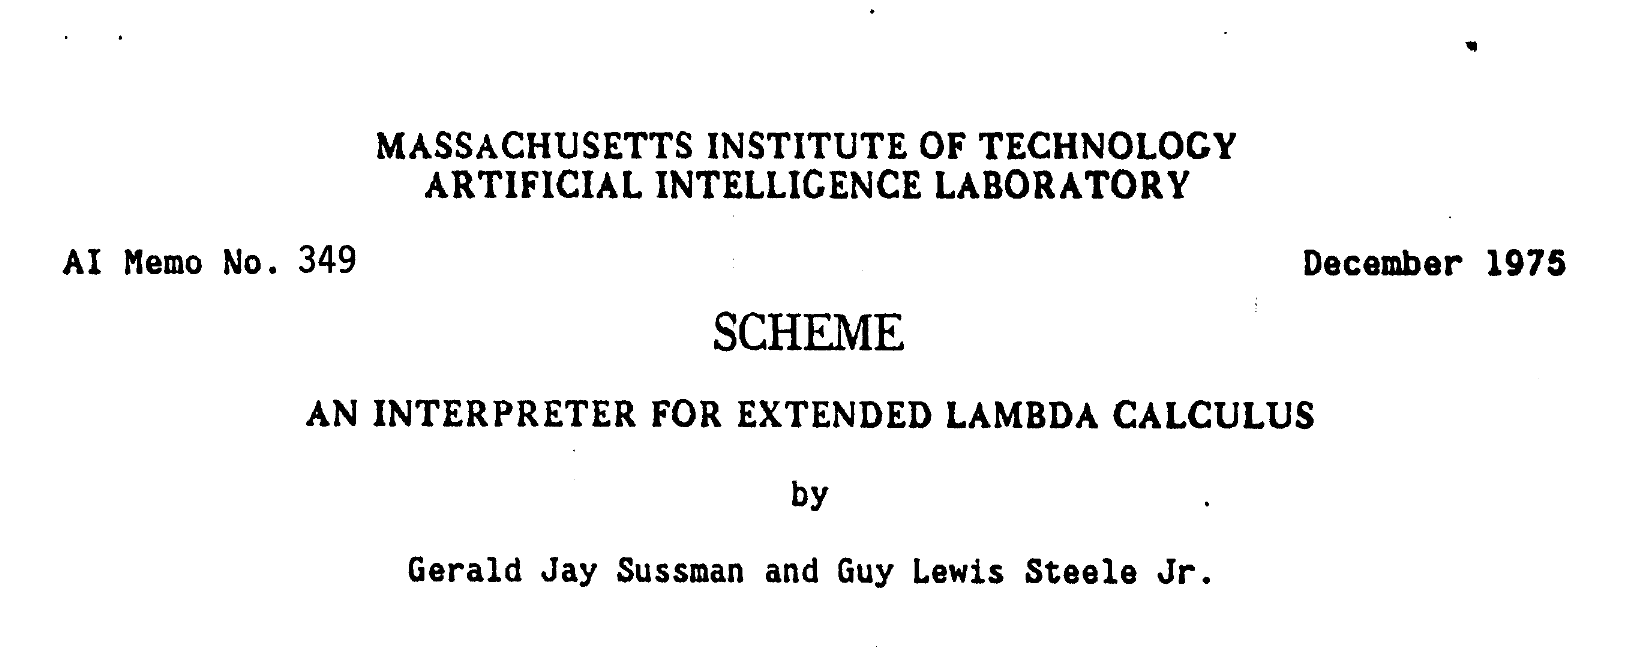 MASSACHUSETTS INSTITUTE OF TECHNOLOGY
ARTIFICIAL INTELLIGENCE LABORATORY
AI Memo No. 349 December 1975
SCHEME
AN INTERPRETER FOR EXTENDED LAMBDA CALCULUS
by
Gerald Jay Sussman and Guy Lewis Steele Jr.